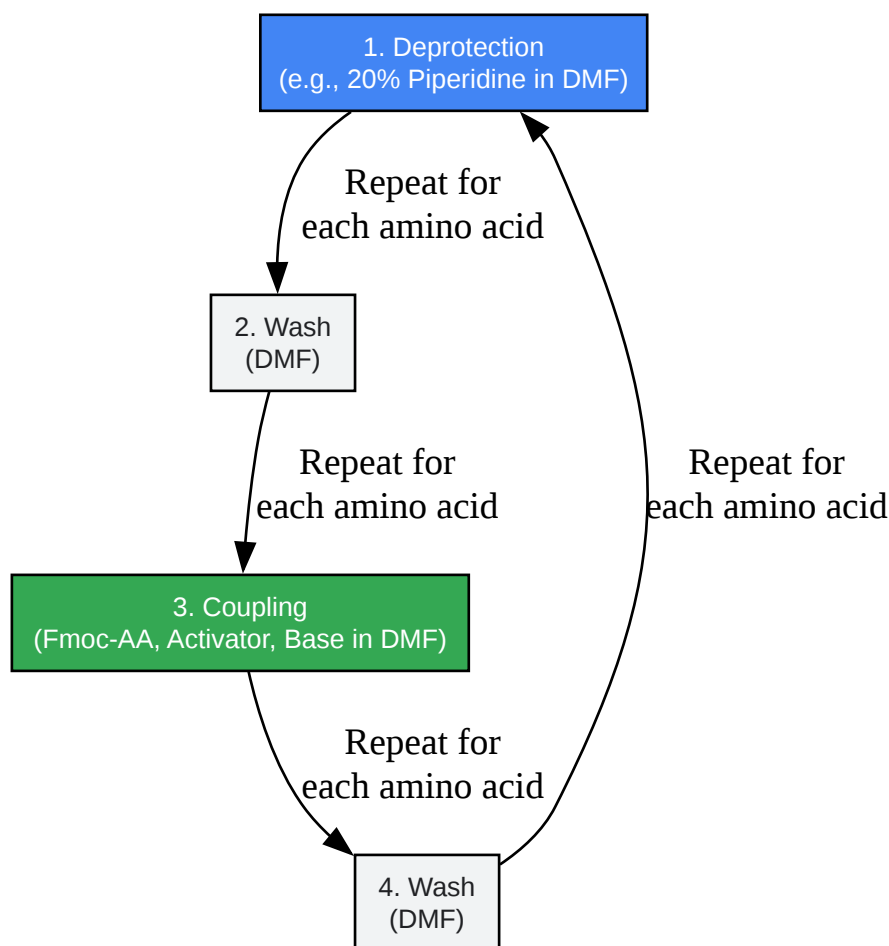 1. Deprotection
(e.g., 20% Piperidine in DMF)
Repeat for
each amino acid
2. Wash
(DMF)
Repeat for
each amino acid
Repeat for
each amino acid
3. Coupling
(Fmoc-AA, Activator, Base in DMF)
Repeat for
each amino acid
4. Wash
(DMF)